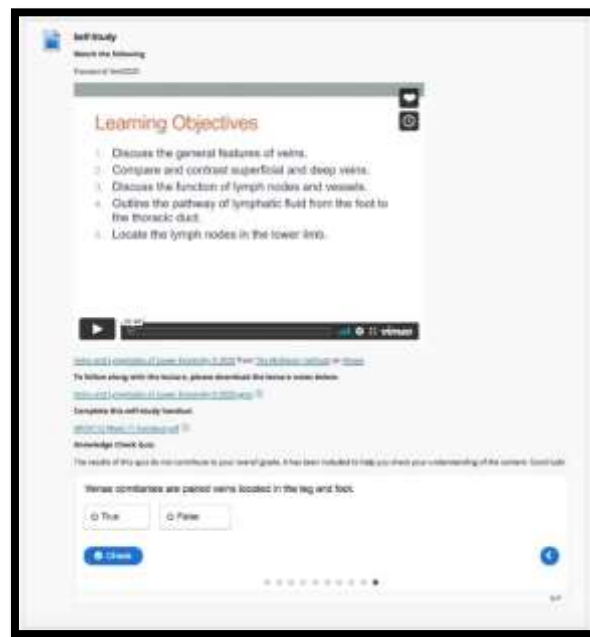 Self-Study
Watch the following
Learning Objectives
1. Discuss the general features of veins.
2. Compare and contrast superficial and deep veins.
3. Discuss the function of lymph nodes and vessels.
4. Outline the pathway of lymphatic fluid from the foot to
the thoracic duct.
5. Locate the lymph nodes in the lower limb.
vimeo
To follow along with the lecture, please download the lecture notes below.
Complete this self-study handout
Knowledge Check Quiz
The results of this quiz do not contribute to your overall grade. It has been included to help you check your understanding of the content. Good luck!
Venae comitantes are paired veins located in the leg and foot.
True
False
Check